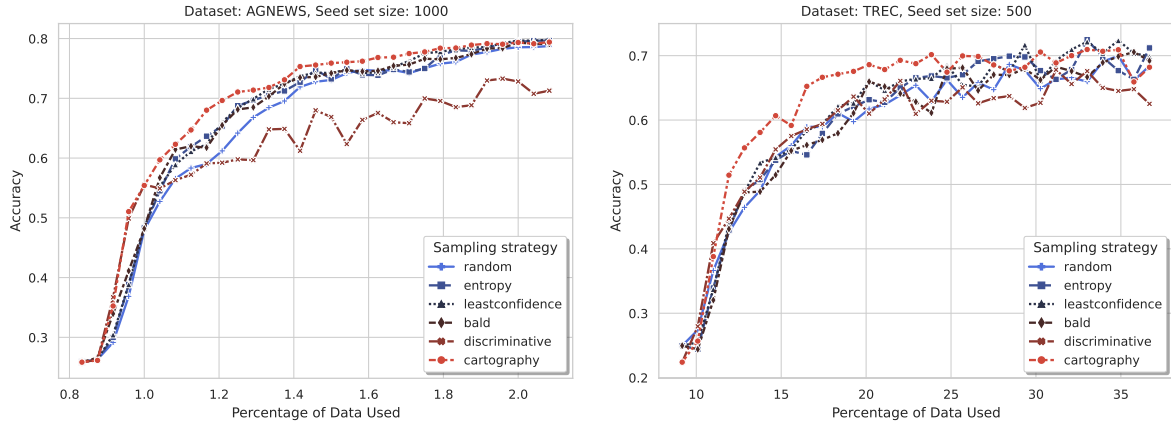 Dataset: AGNEWS, Seed set size: 1000
Accuracy
0.8
0.7
0.6
0.5
0.4
0.3
Sampling strategy
random
entropy
leastconfidence
bald
discriminative
cartography
0.8 1.0 1.2 1.4 1.6 1.8 2.0
Percentage of Data Used
Dataset: TREC, Seed set size: 500
Accuracy
0.7
0.6
0.5
0.4
0.3
0.2
Sampling strategy
random
entropy
leastconfidence
bald
discriminative
cartography
10 15 20 25 30 35
Percentage of Data Used